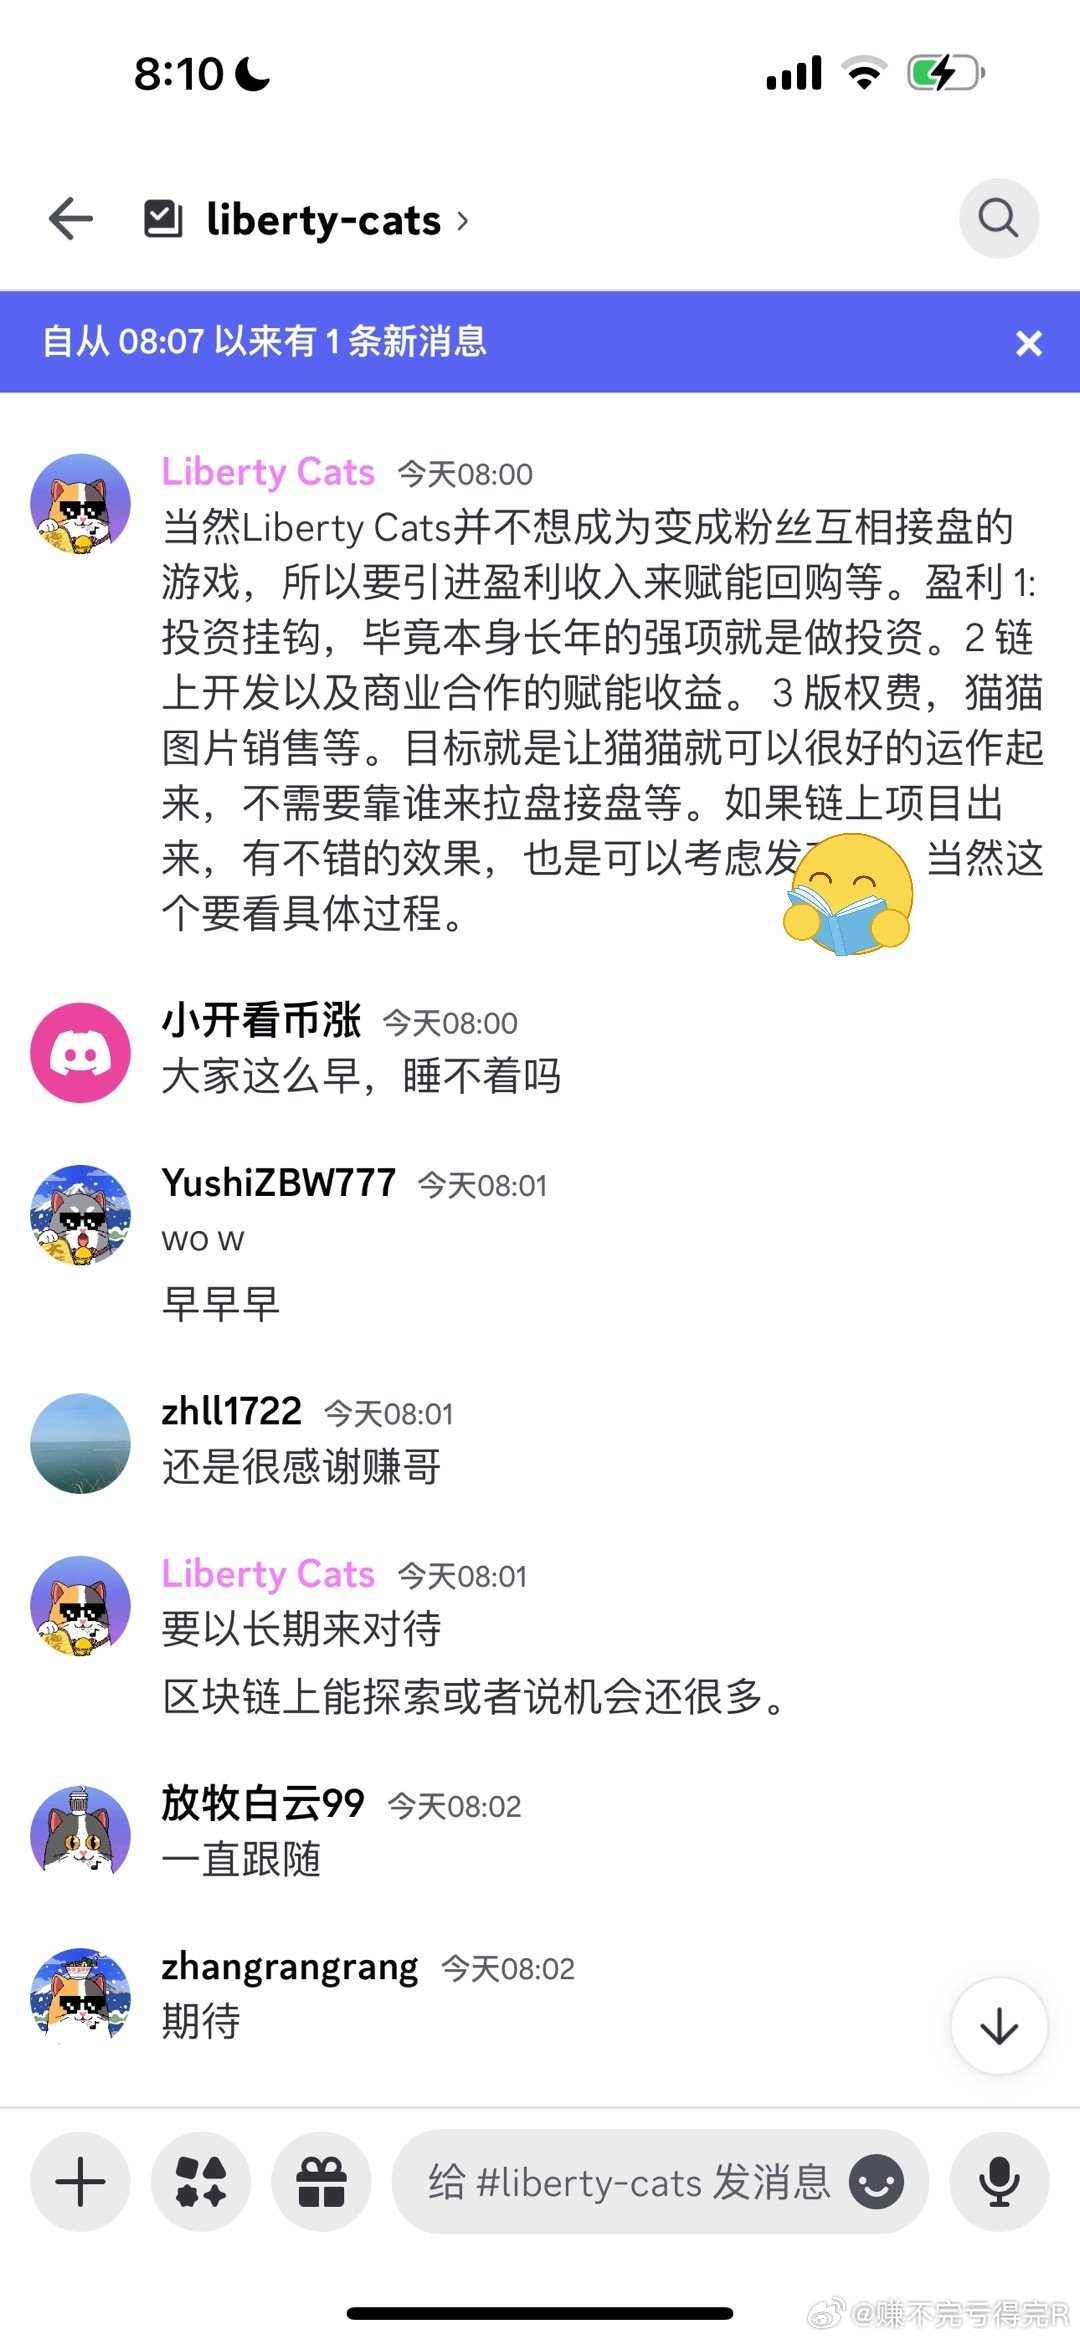 8:10
liberty-cats
自从 08:07 以来有 1 条新消息
Liberty Cats 今天08:00
当然Liberty Cats并不想成为变成粉丝互相接盘的
游戏，所以要引进盈利收入来赋能回购等。盈利 1:
投资挂钩，毕竟本身长年的强项就是做投资。2 链
上开发以及商业合作的赋能收益。 3 版权费，猫猫
图片销售等。目标就是让猫猫就可以很好的运作起
来，不需要靠谁来拉盘接盘等。如果链上项目出
来，有不错的效果，也是可以考虑发 当然这
个要看具体过程。
小开看币涨 今天08:00
大家这么早，睡不着吗
YushiZBW777 今天08:01
wo w
早早早
zhll1722 今天08:01
还是很感谢赚哥
Liberty Cats 今天08:01
要以长期来对待
区块链上能探索或者说机会还很多。
放牧白云99 今天08:02
一直跟随
zhangrangrang 今天08:02
期待
给 #liberty-cats 发消息
@赚不完亏得完R